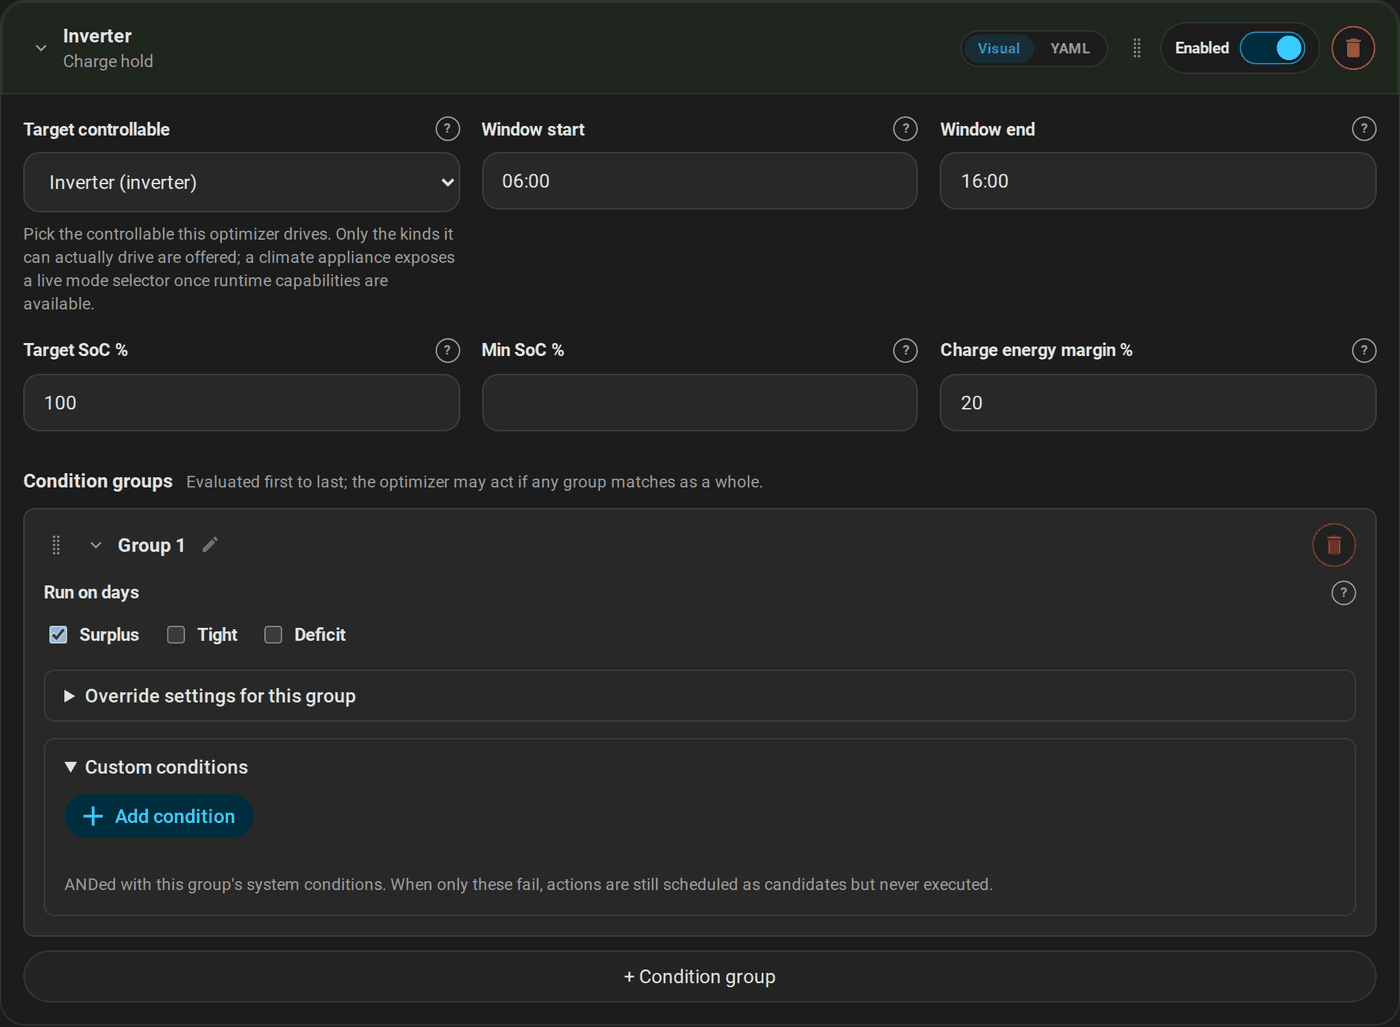 Inverter
Charge hold
Visual
YAML
Enabled
Target controllable
?
Window start
?
Window end
?
Inverter (inverter)
06:00
16:00
Pick the controllable this optimizer drives. Only the kinds it
can actually drive are offered; a climate appliance exposes
a live mode selector once runtime capabilities are
available.
Target SoC %
?
Min SoC %
?
Charge energy margin %
?
100
20
Condition groups
Evaluated first to last; the optimizer may act if any group matches as a whole.
Group 1
Run on days
?
Surplus
Tight
Deficit
Override settings for this group
Custom conditions
+ Add condition
ANDed with this group's system conditions. When only these fail, actions are still scheduled as candidates but never executed.
+ Condition group